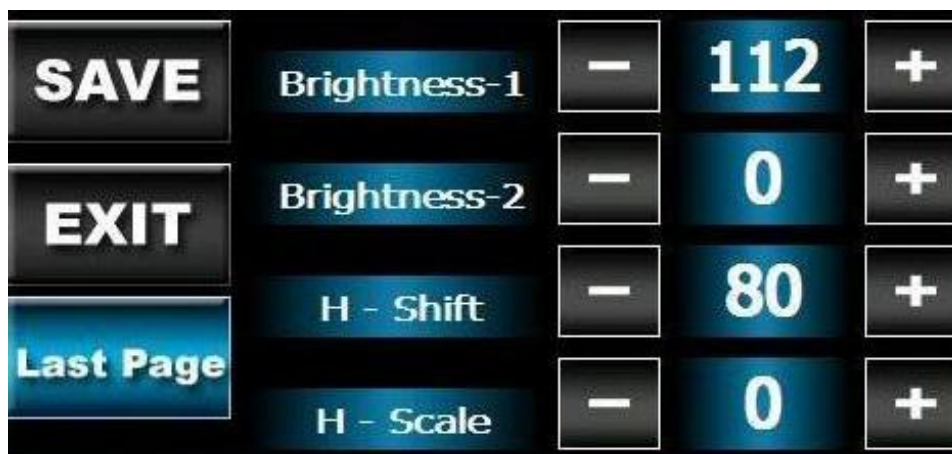 SAVE
Brightness-1 - 112 +
EXIT
Brightness-2 - 0 +
H - Shift - 80 +
Last Page
H - Scale - 0 +